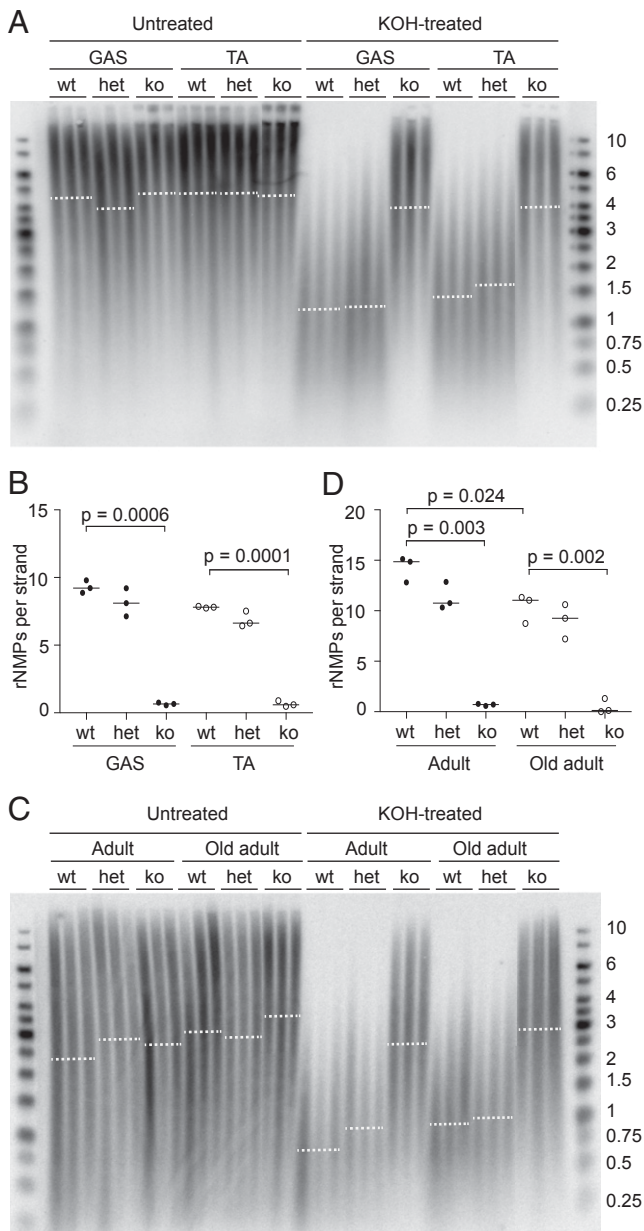 A
Untreated KOH-treated
GAS TA GAS TA
wt het ko wt het ko wt het ko wt het ko
10
6
4
3
2
1.5
1
0.75
0.5
0.25
B
rNMPs per strand
15
10
5
0
p = 0.0006
p = 0.0001
wt het ko wt het ko
GAS TA
D
rNMPs per strand
20
15
10
5
0
p = 0.024
p = 0.003
p = 0.002
wt het ko wt het ko
Adult Old adult
C
Untreated KOH-treated
Adult Old adult Adult Old adult
wt het ko wt het ko wt het ko wt het ko
10
6
4
3
2
1.5
1
0.75
0.5
0.25